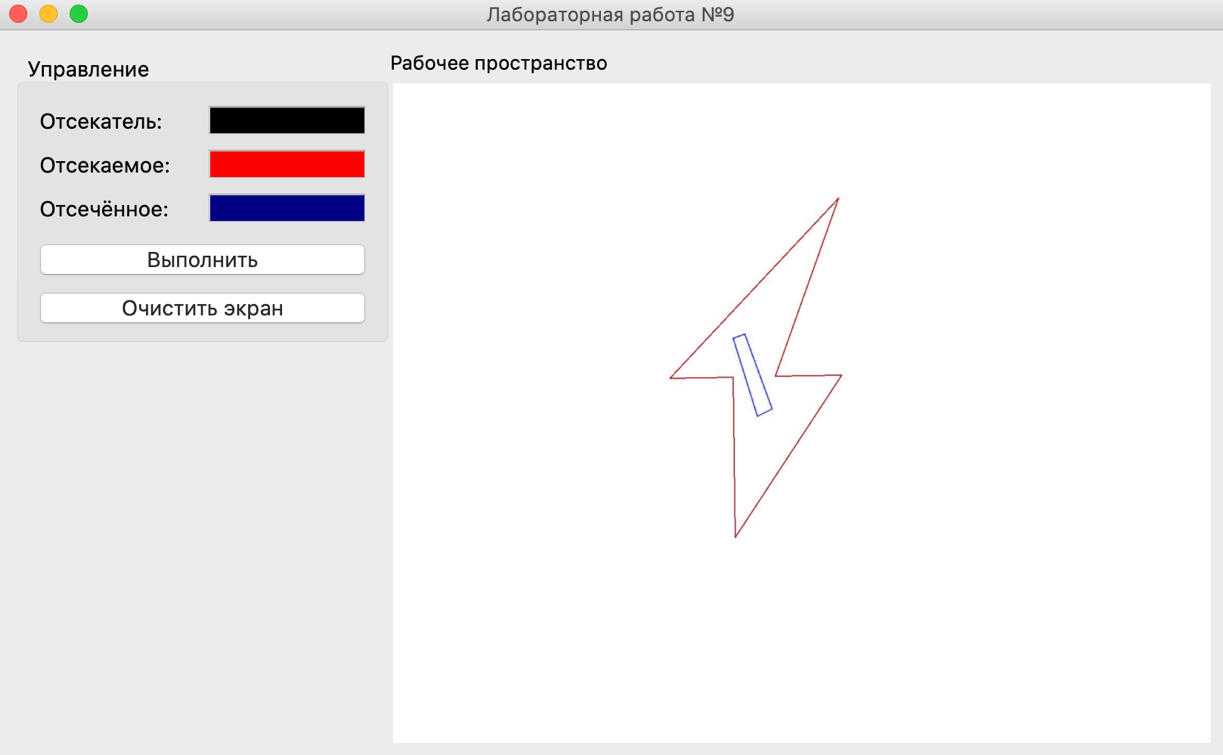 Лабораторная работа №9
Управление
Рабочее пространство
Отсекатель:
Отсекаемое:
Отсечённое:
Выполнить
Очистить экран